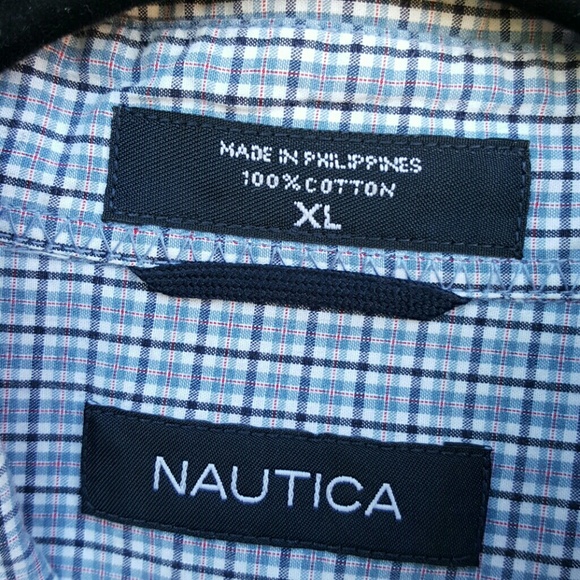 MADE IN PHILIPPINES
100% COTTON
XL
NAUTICA